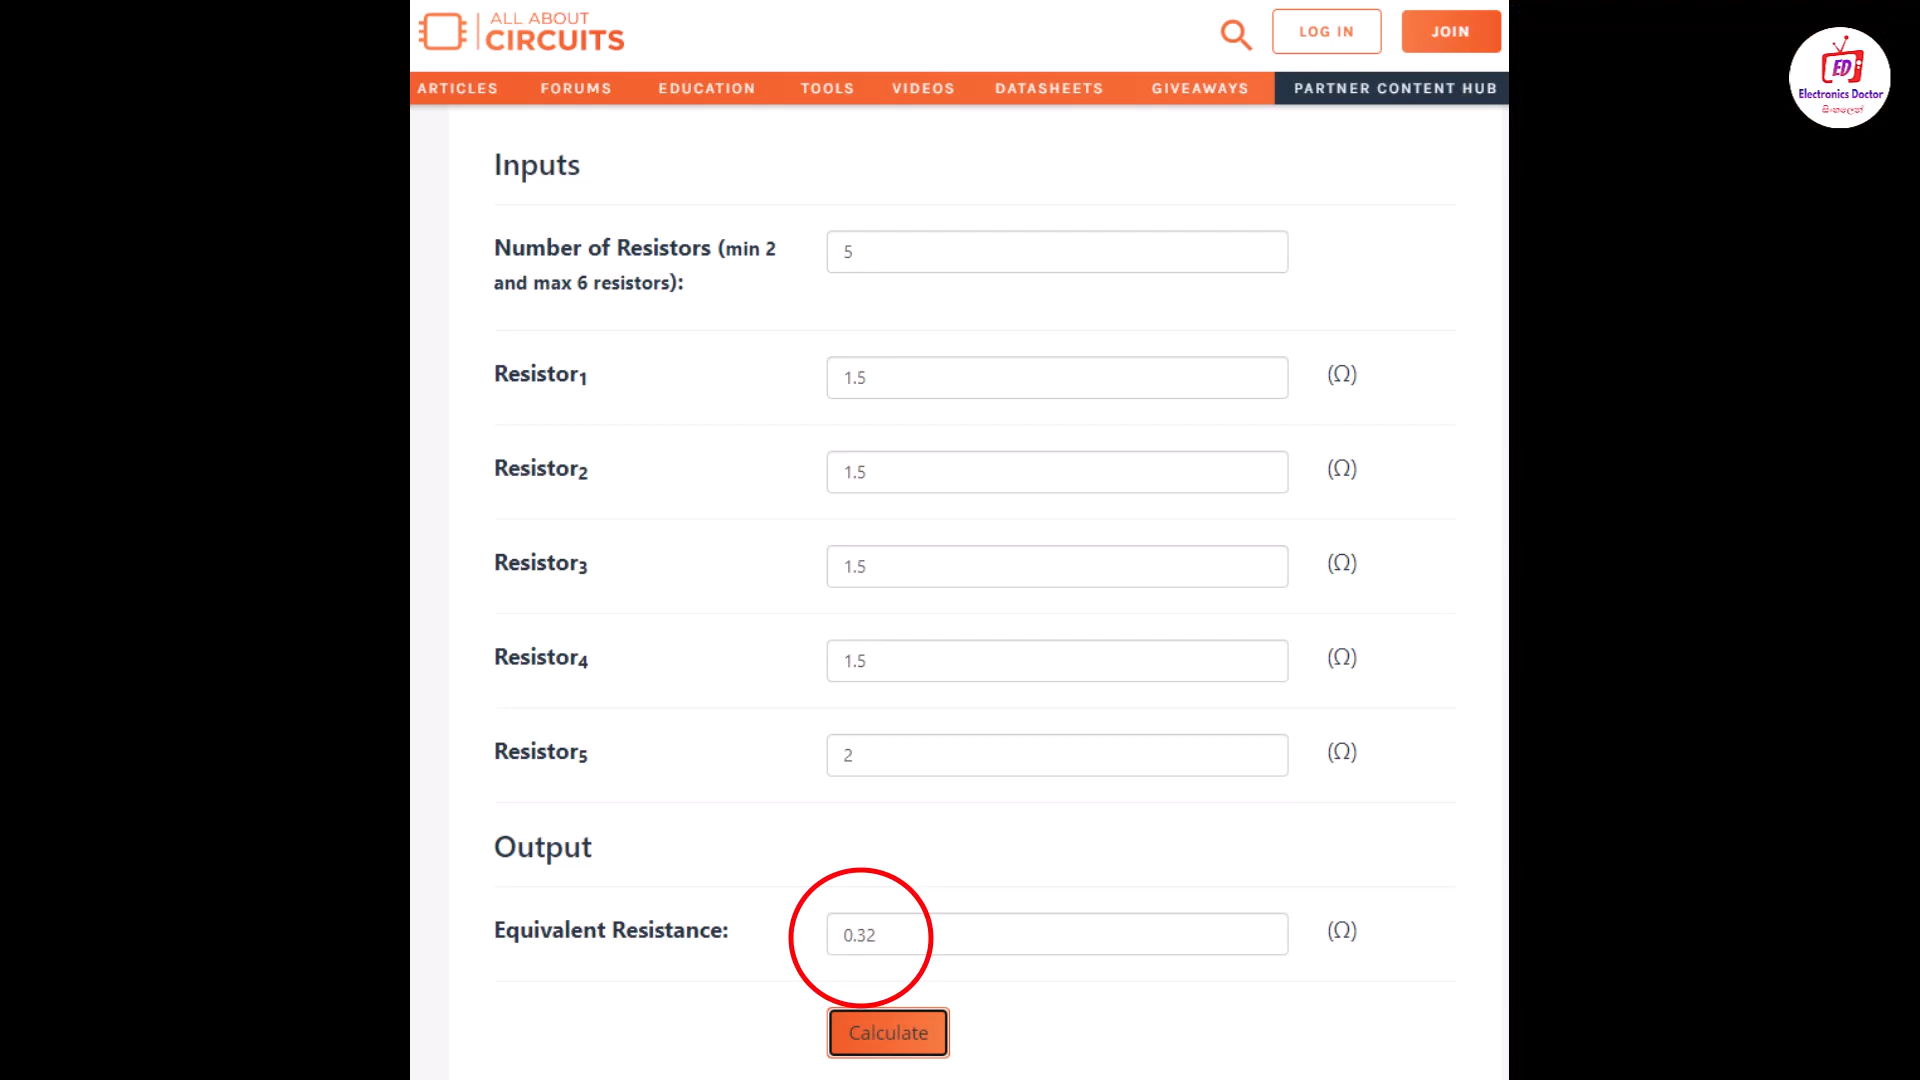 ALL ABOUT
CIRCUITS
LOG IN
JOIN
ED
Electronics Doctor
සිංහලෙන්
ARTICLES FORUMS EDUCATION TOOLS VIDEOS DATASHEETS GIVEAWAYS PARTNER CONTENT HUB
Inputs
Number of Resistors (min 2
and max 6 resistors):
5
Resistor1 1.5 (Ω)
Resistor2 1.5 (Ω)
Resistor3 1.5 (Ω)
Resistor4 1.5 (Ω)
Resistor5 2 (Ω)
Output
Equivalent Resistance: 0.32 (Ω)
Calculate